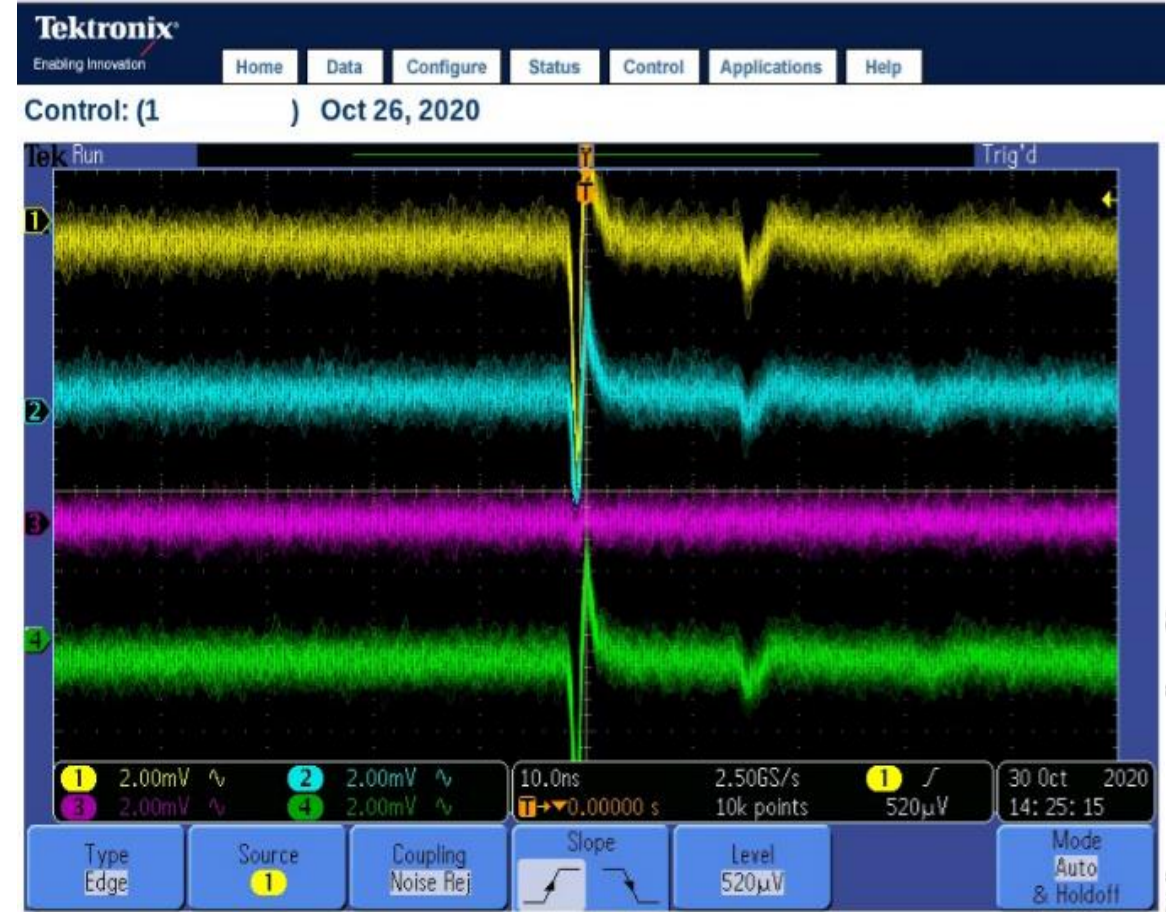 Tektronix
Enabling Innovation
Home Data Configure Status Control Applications Help
Control: (1 ) Oct 26, 2020
Tek Run Trig'd
T
T
1
2
3
4
1 2.00mV ∿ 2 2.00mV ∿ 10.0ns 2.50GS/s 1 30 Oct 2020
3 2.00mV ∿ 4 2.00mV ∿ T→▼0.00000 s 10k points 520µV 14:25:15
Type Source Coupling Slope Level Mode
Edge 1 Noise Rej 520µV Auto
& Holdoff